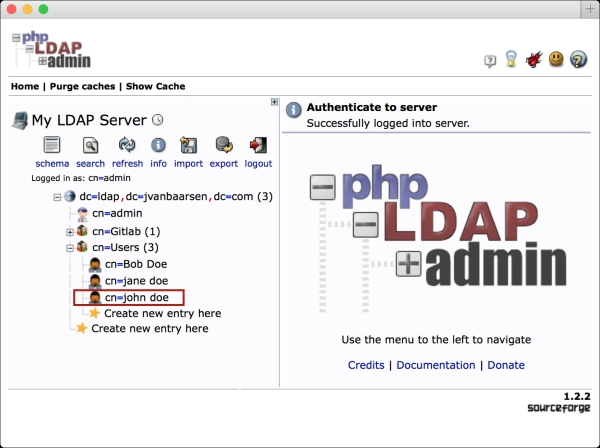 php
LDAP
admin
Home | Purge caches | Show Cache
My LDAP Server
schema search refresh info import export logout
Logged in as: cn=admin
dc=ldap,dc=jvanbaarsen,dc=com (3)
cn=admin
cn=Gitlab (1)
cn=Users (3)
cn=Bob Doe
cn=jane doe
cn=john doe
Create new entry here
Create new entry here
Authenticate to server
Successfully logged into server.
php
LDAP
admin
Use the menu to the left to navigate
Credits | Documentation | Donate
1.2.2
sourceforge